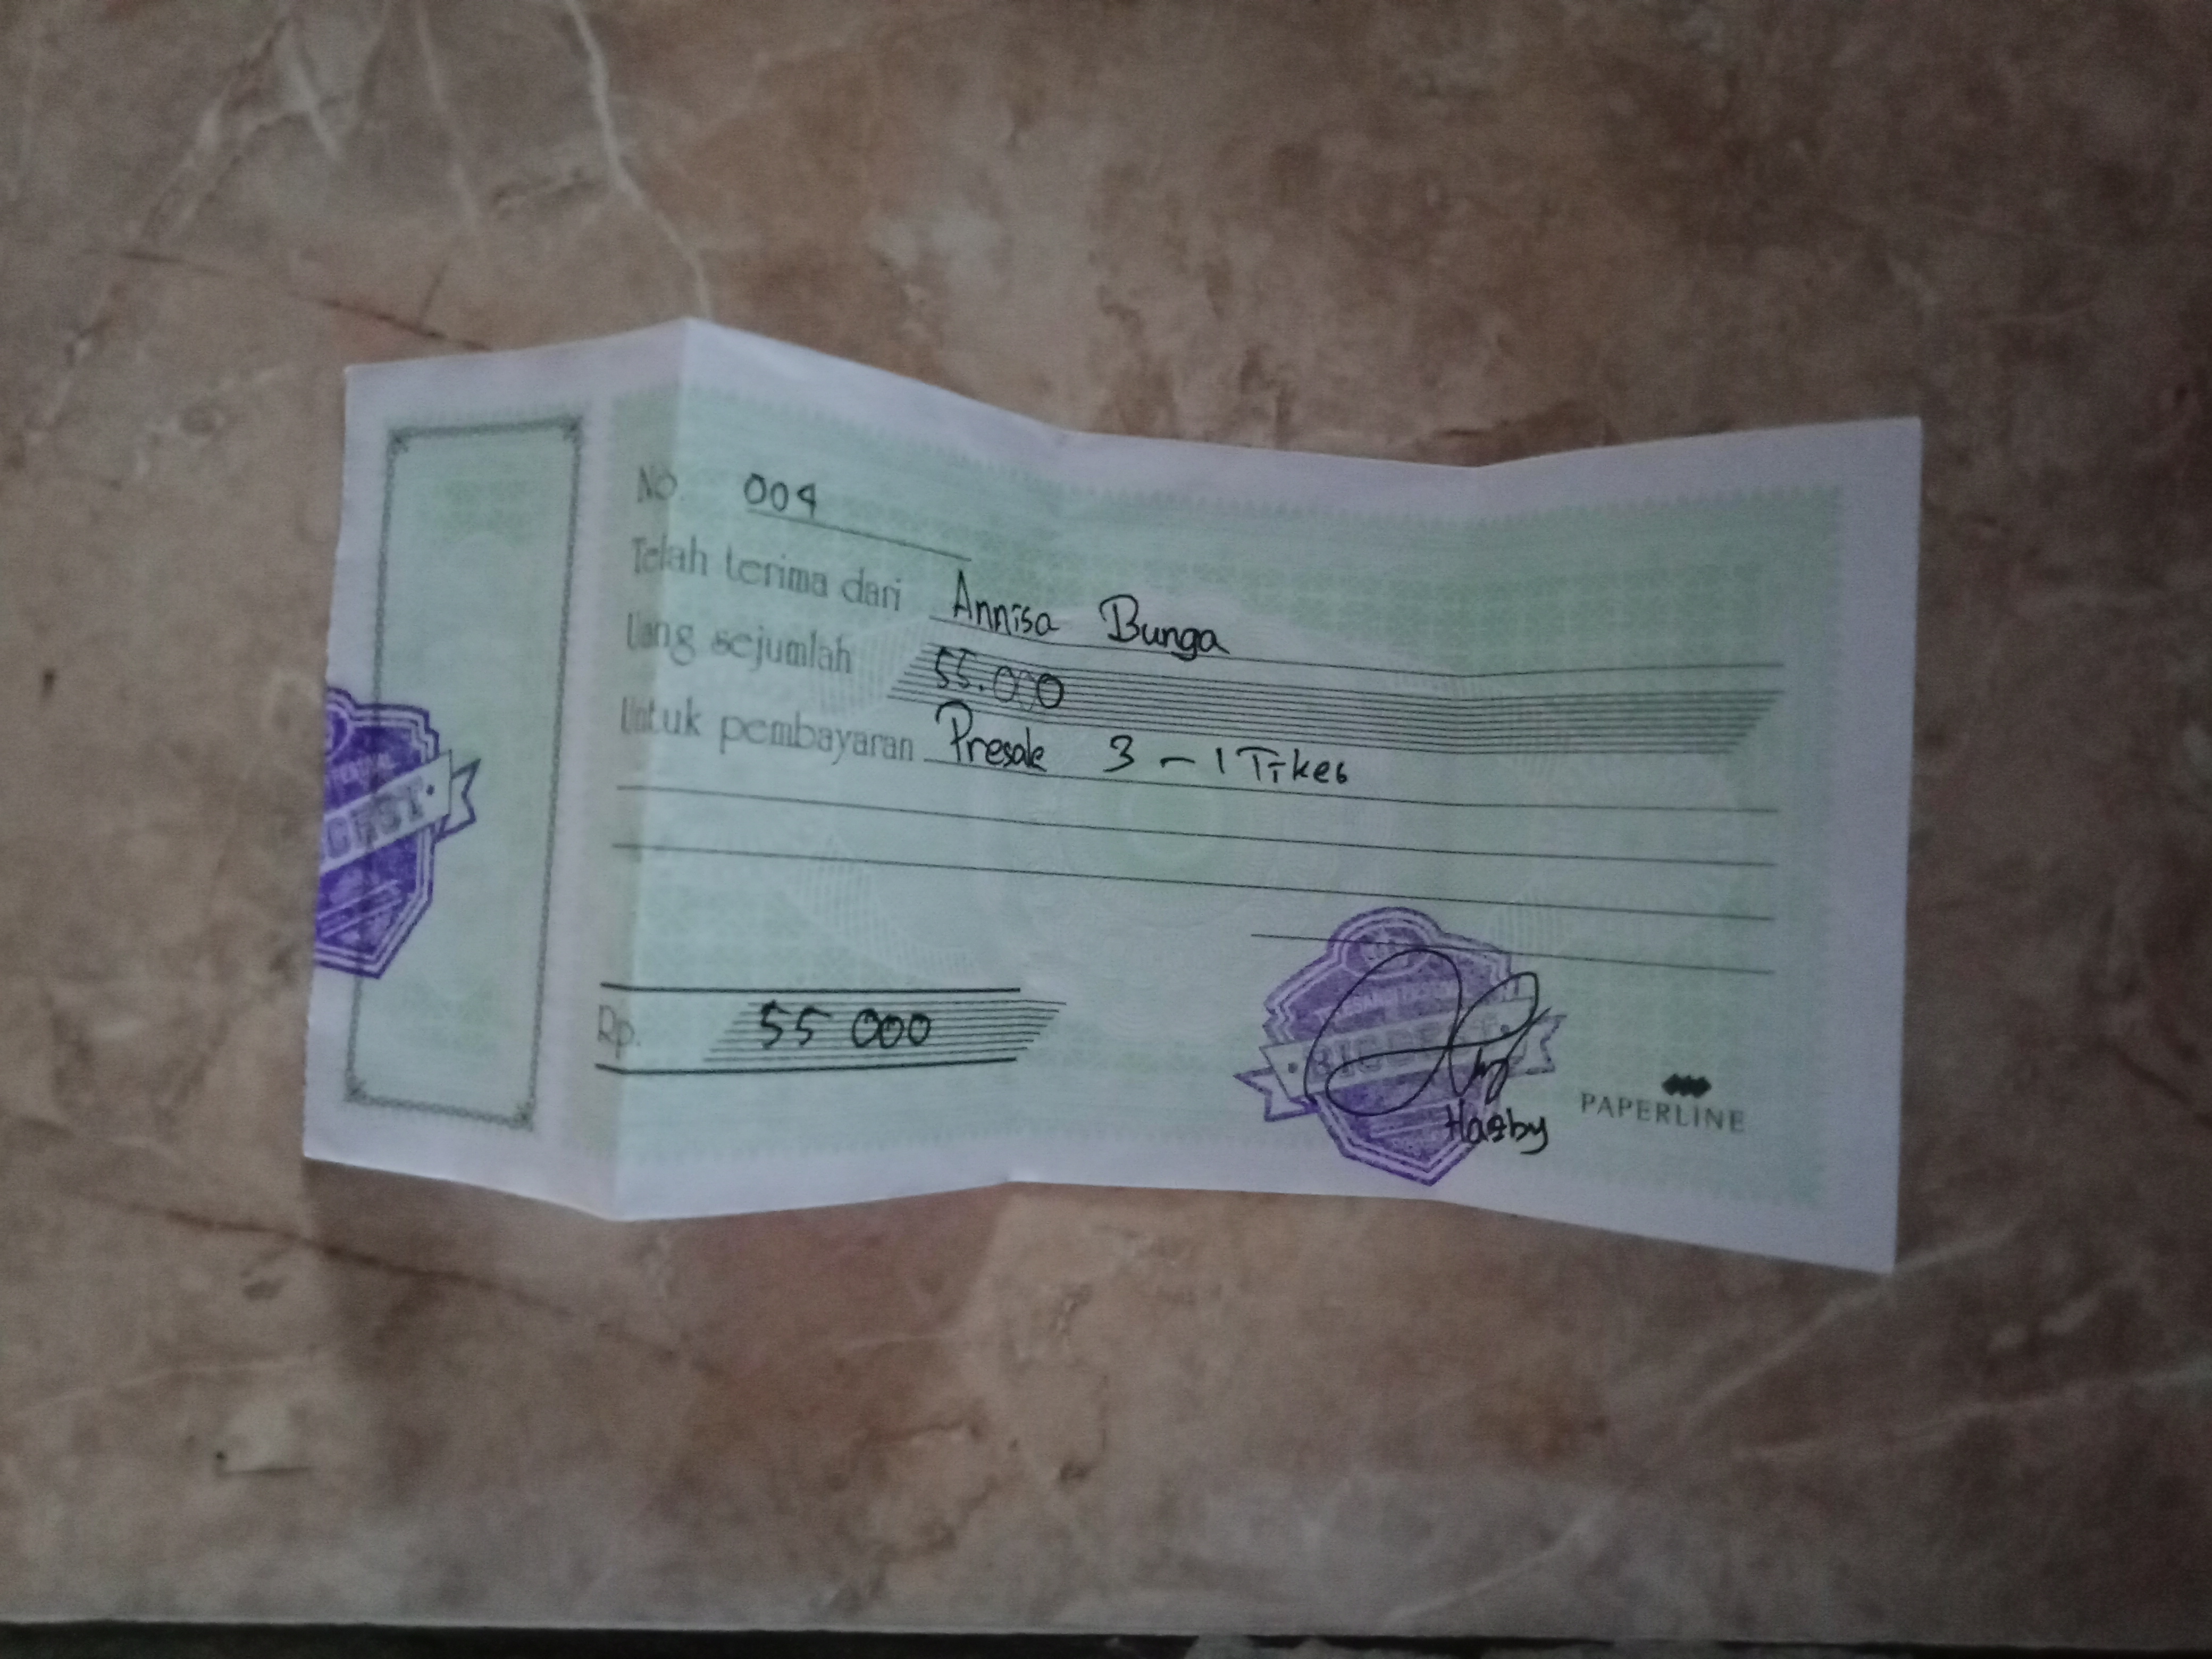 No. 004
Telah terima dari Annisa Bunga
Uang sejumlah 55.000
Untuk pembayaran Presale 3 - 1 Tiket
Rp. 55 000
BIGGEST
Hasby
PAPERLINE